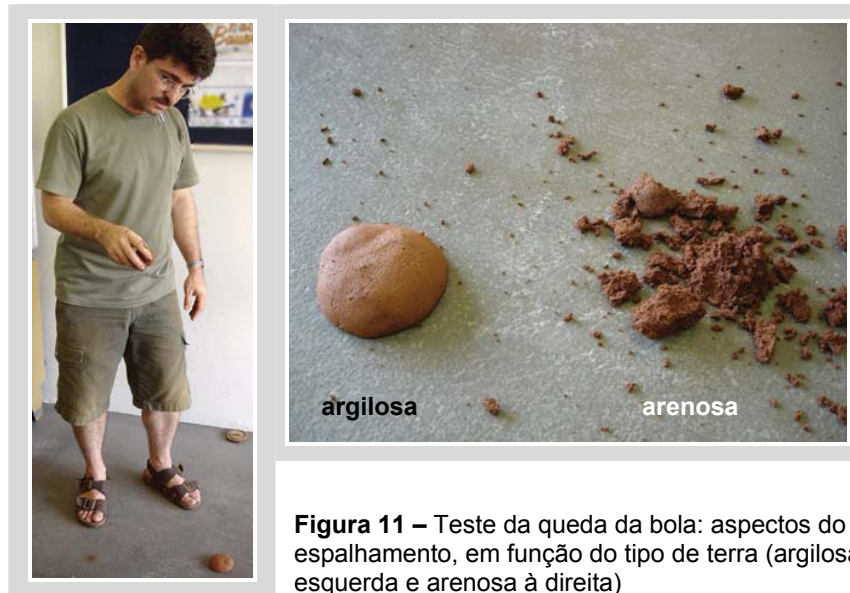 argilosa
arenosa
Figura 11 – Teste da queda da bola: aspectos do
espalhamento, em função do tipo de terra (argilosa
esquerda e arenosa à direita)